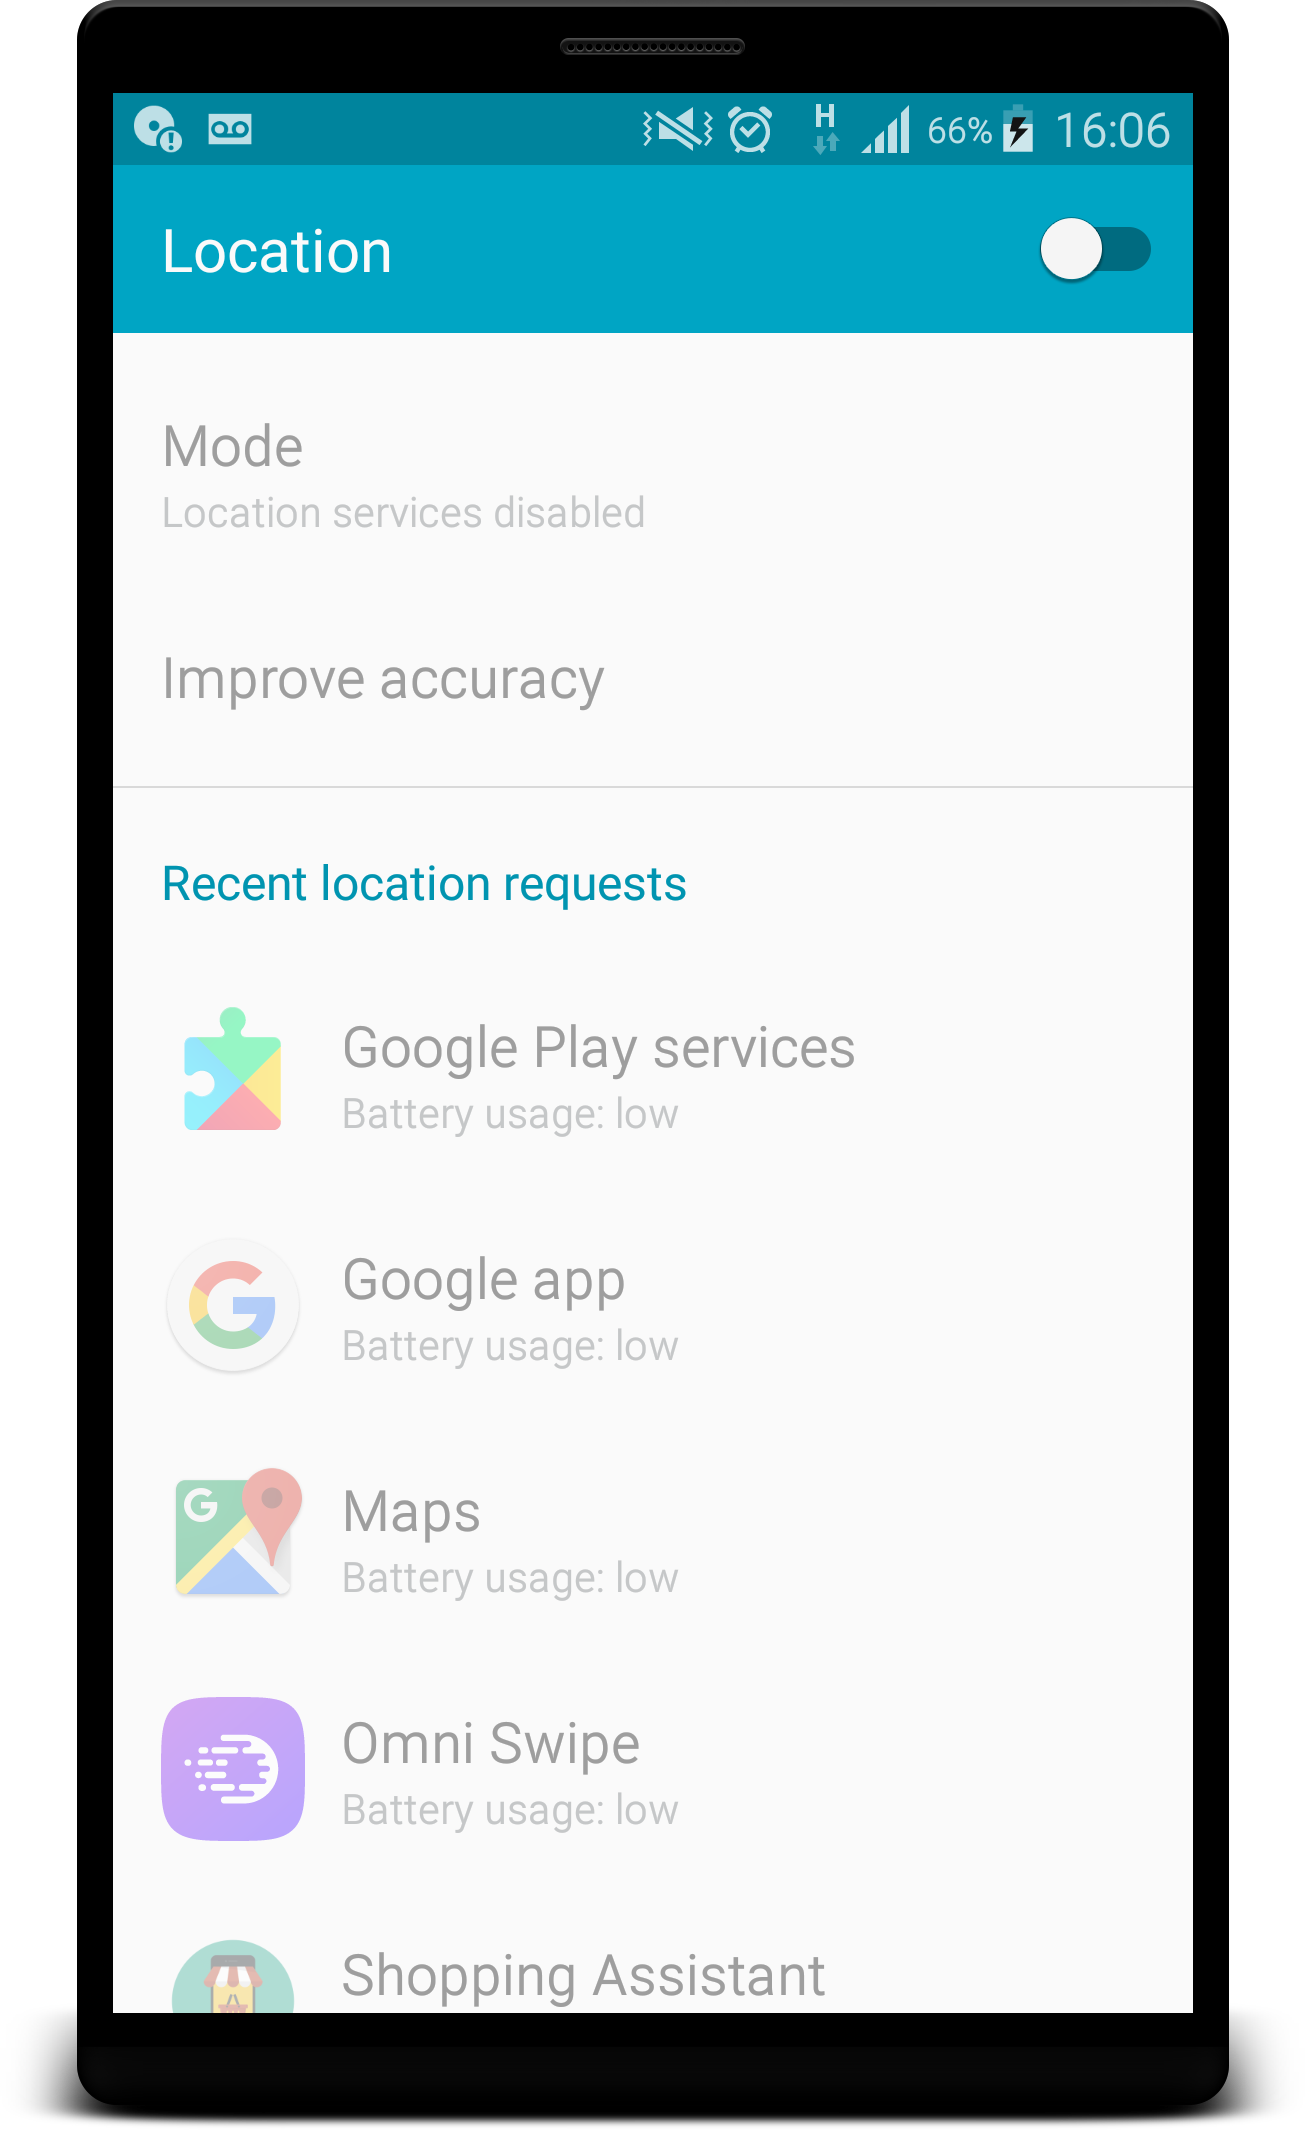 H 66% 16:06
Location
Mode
Location services disabled
Improve accuracy
Recent location requests
Google Play services
Battery usage: low
Google app
Battery usage: low
G
Maps
Battery usage: low
Omni Swipe
Battery usage: low
Shopping Assistant